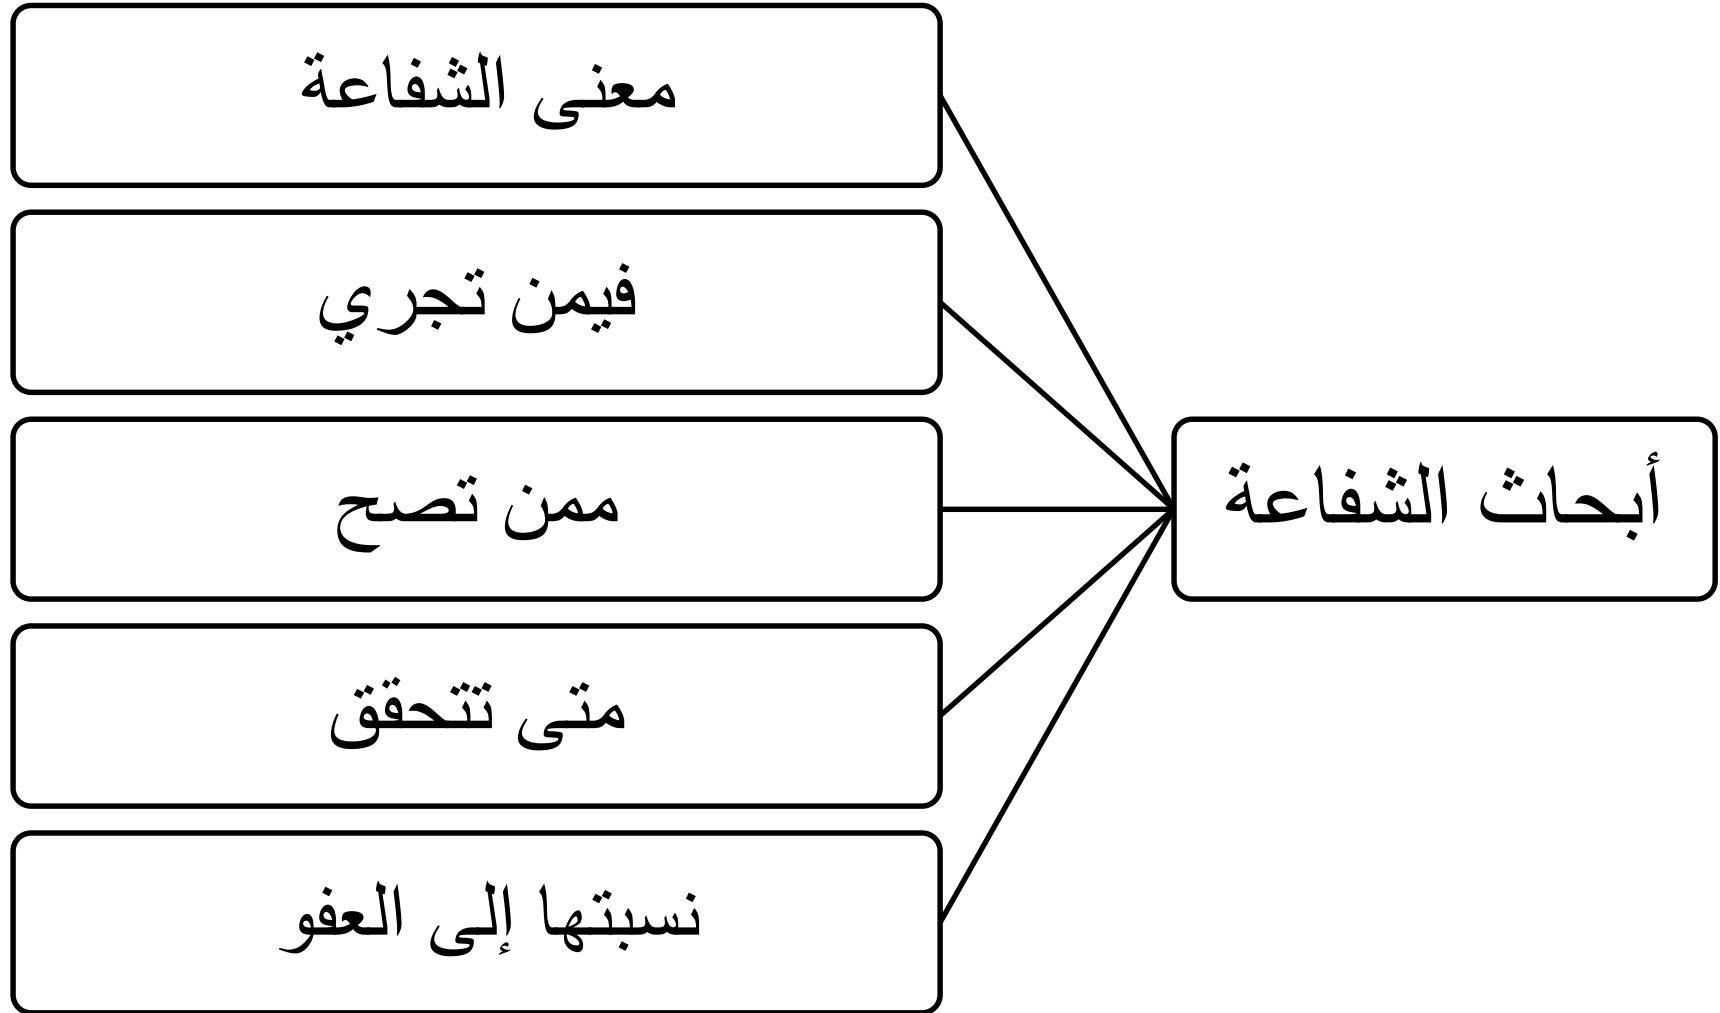 أبحاث الشفاعة
معنى الشفاعة
فيمن تجري
ممن تصح
متى تتحقق
نسبتها إلى العفو